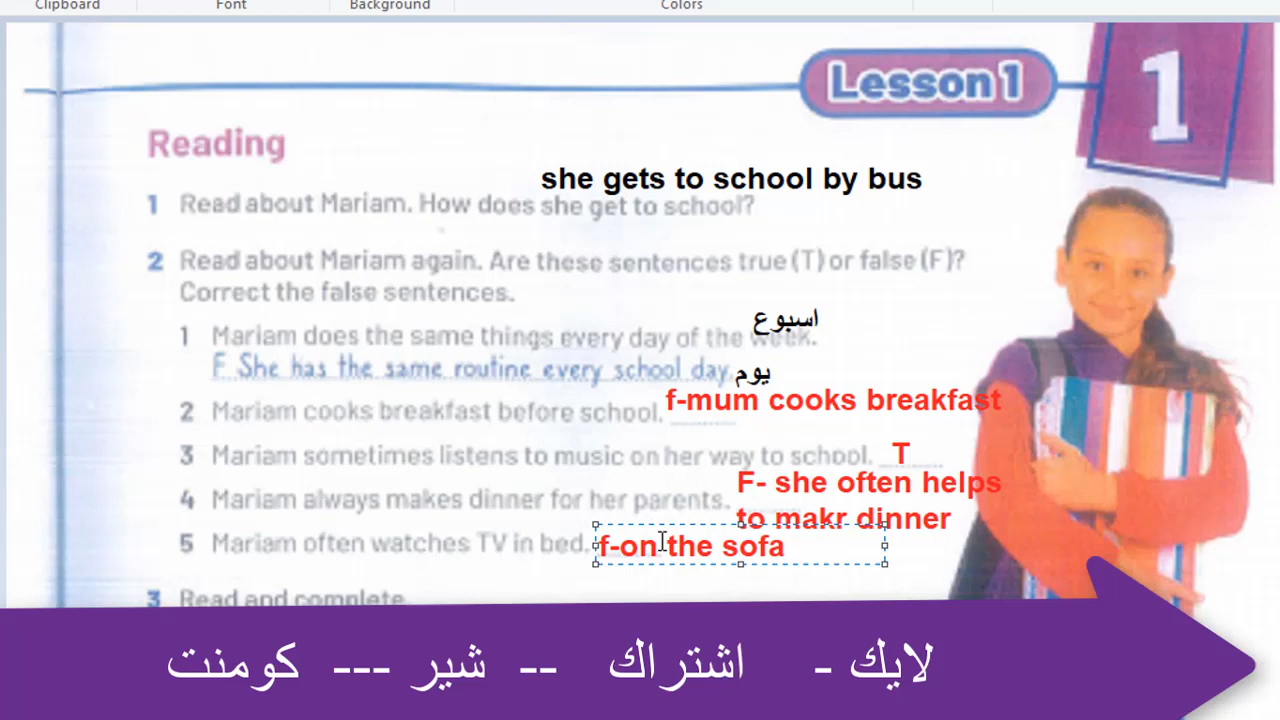 Clipboard Font Background Colors
Lesson 1
1
Reading
she gets to school by bus
1 Read about Mariam. How does she get to school?
2 Read about Mariam again. Are these sentences true (T) or false (F)?
Correct the false sentences.
اسبوع
1 Mariam does the same things every day of the week.
F She has the same routine every school day. يوم
f-mum cooks breakfast
2 Mariam cooks breakfast before school.
3 Mariam sometimes listens to music on her way to school. T
F- she often helps
4 Mariam always makes dinner for her parents.
to makr dinner
5 Mariam often watches TV in bed. f-on the sofa
3 Read and complete.
لايك - اشتراك -- شير --- كومنت